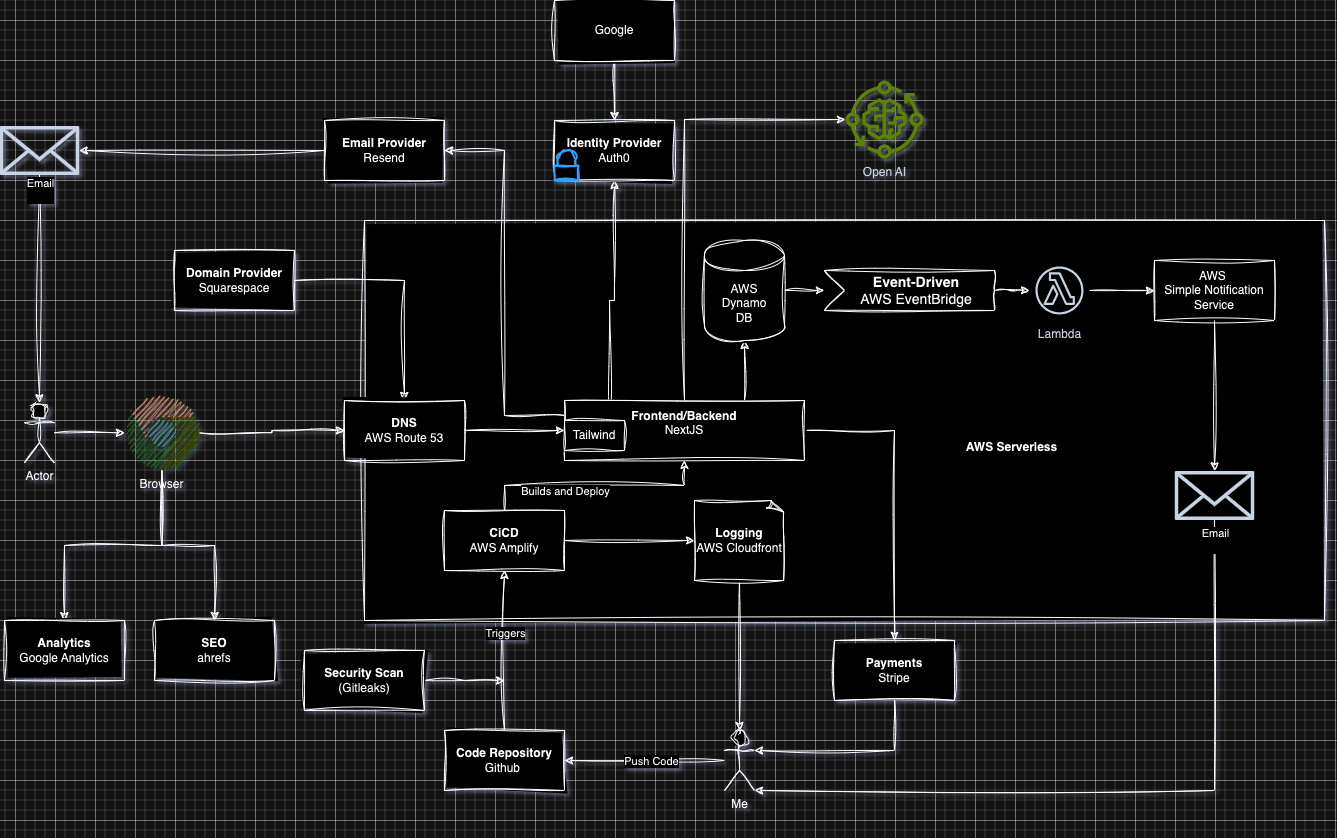 Google
Identity Provider
Auth0
Email Provider
Resend
Open AI
Email
Domain Provider
Squarespace
AWS
Dynamo
DB
Event-Driven
AWS EventBridge
Lambda
AWS
Simple Notification
Service
DNS
AWS Route 53
Frontend/Backend
NextJS
Tailwind
AWS Serverless
Actor
Browser
Builds and Deploy
CiCD
AWS Amplify
Logging
AWS Cloudfront
Email
Triggers
Analytics
Google Analytics
SEO
ahrefs
Security Scan
(Gitleaks)
Payments
Stripe
Code Repository
Github
Push Code
Me